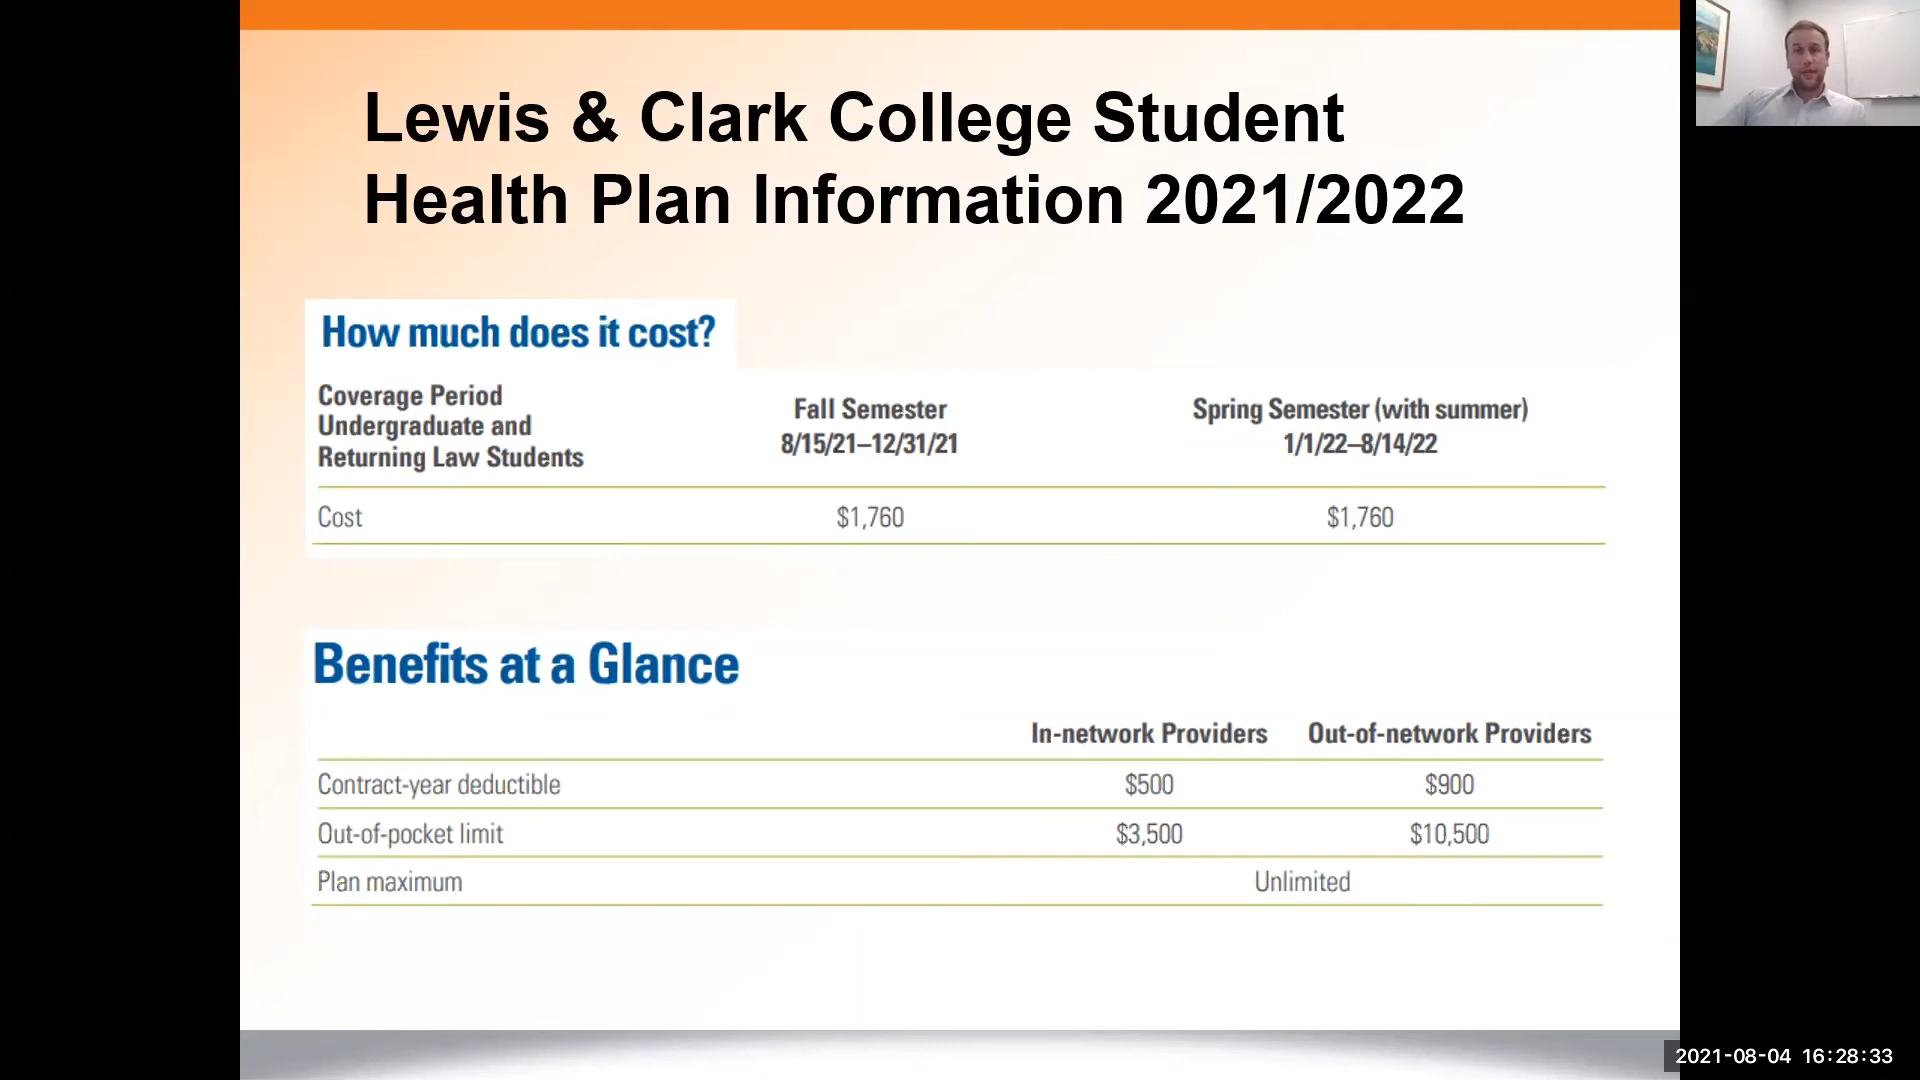 Lewis & Clark College Student
Health Plan Information 2021/2022
How much does it cost?
Coverage Period
Undergraduate and
Returning Law Students
Fall Semester
8/15/21–12/31/21
Spring Semester (with summer)
1/1/22–8/14/22
Cost $1,760 $1,760
Benefits at a Glance
In-network Providers Out-of-network Providers
Contract-year deductible $500 $900
Out-of-pocket limit $3,500 $10,500
Plan maximum Unlimited
2021-08-04 16:28:33